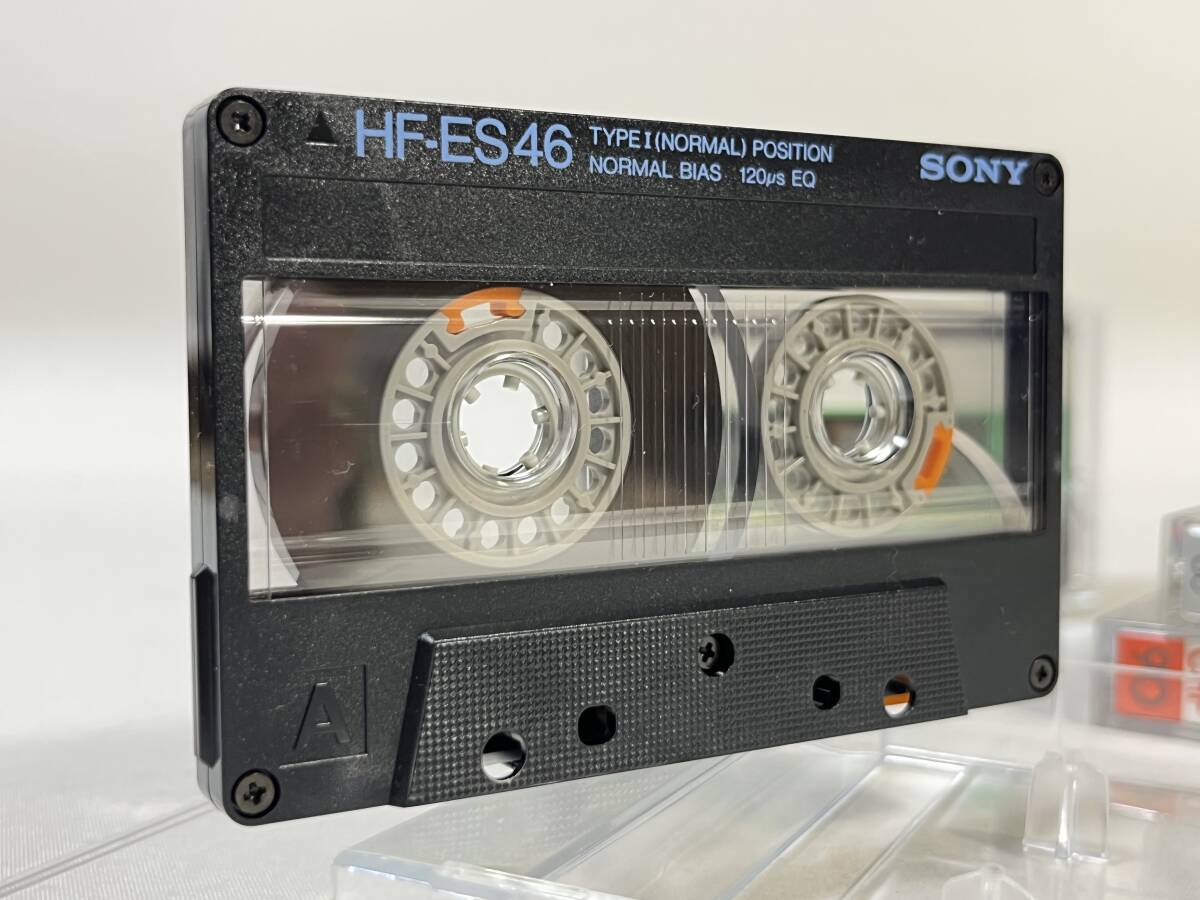 HF-ES46
TYPE I (NORMAL) POSITION
NORMAL BIAS 120μs EQ
SONY
A